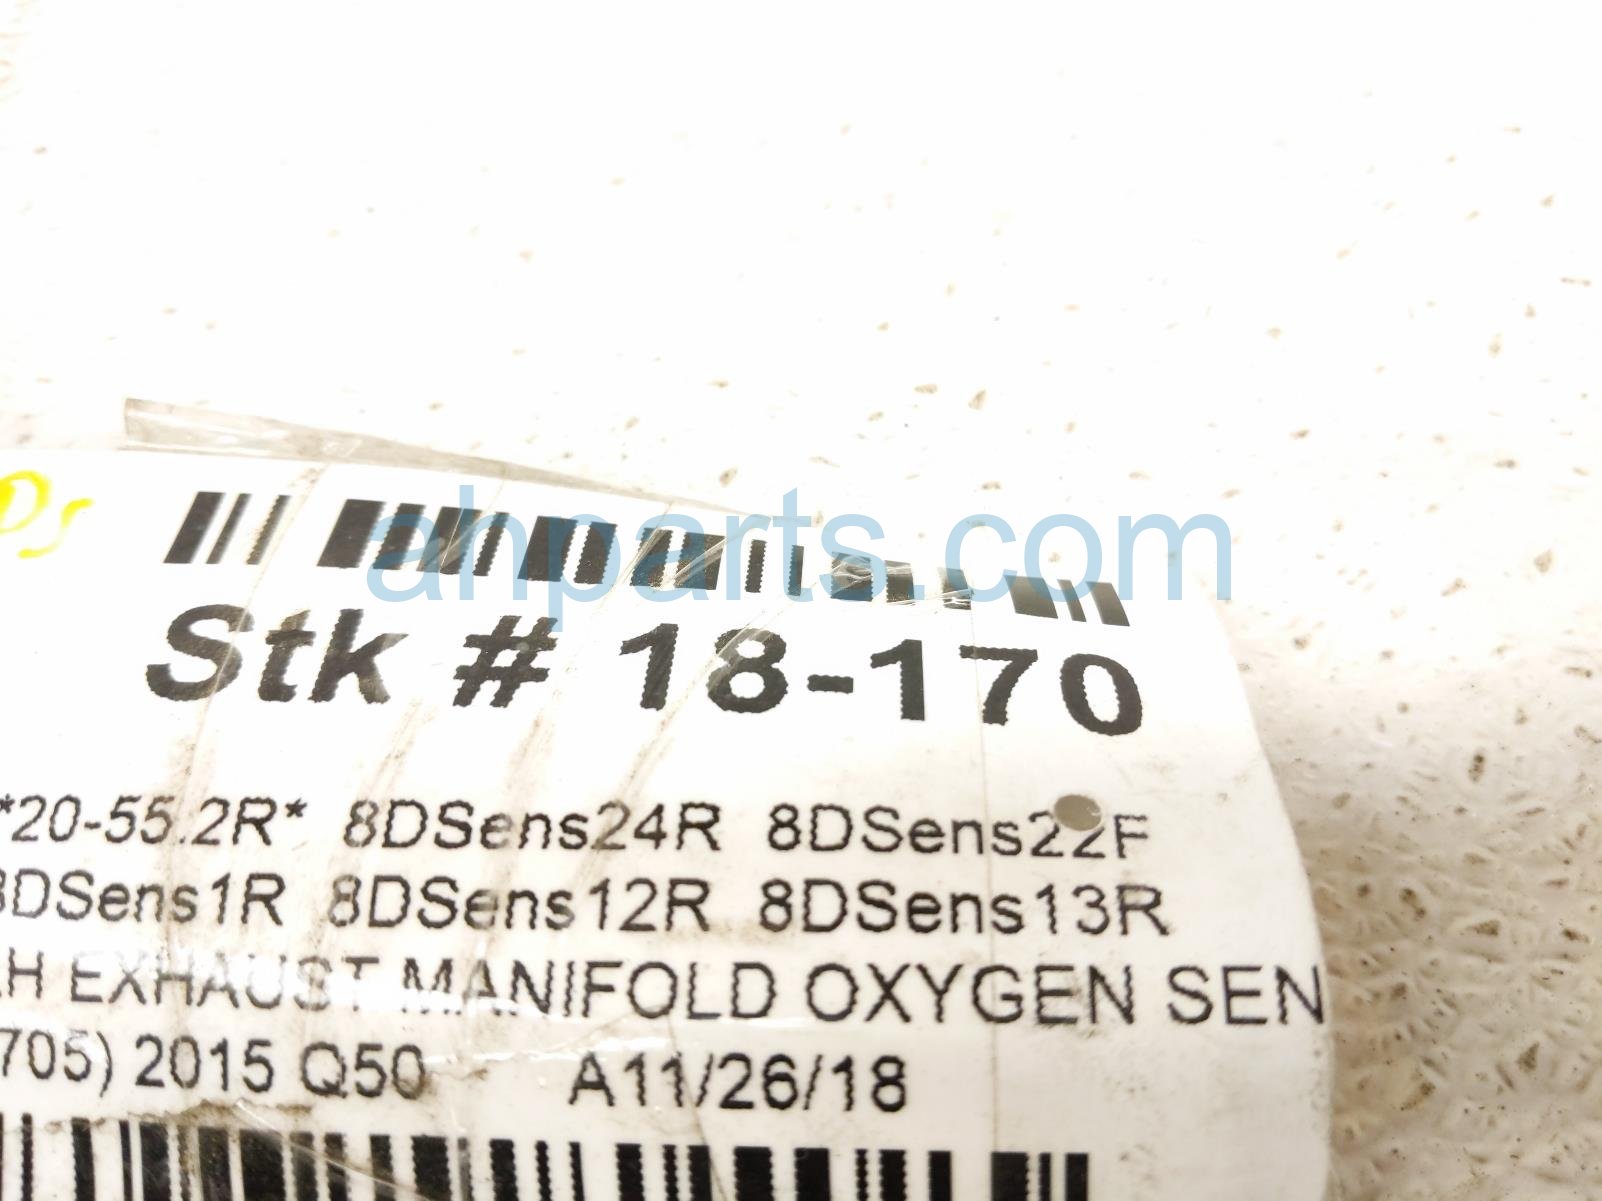 DS
ahparts.com
Stk # 18-170
*20-55.2R* 8DSens24R 8DSens22F
8DSens1R 8DSens12R 8DSens13R
EXHAUST MANIFOLD OXYGEN SEN
705) 2015 Q50 A11/26/18